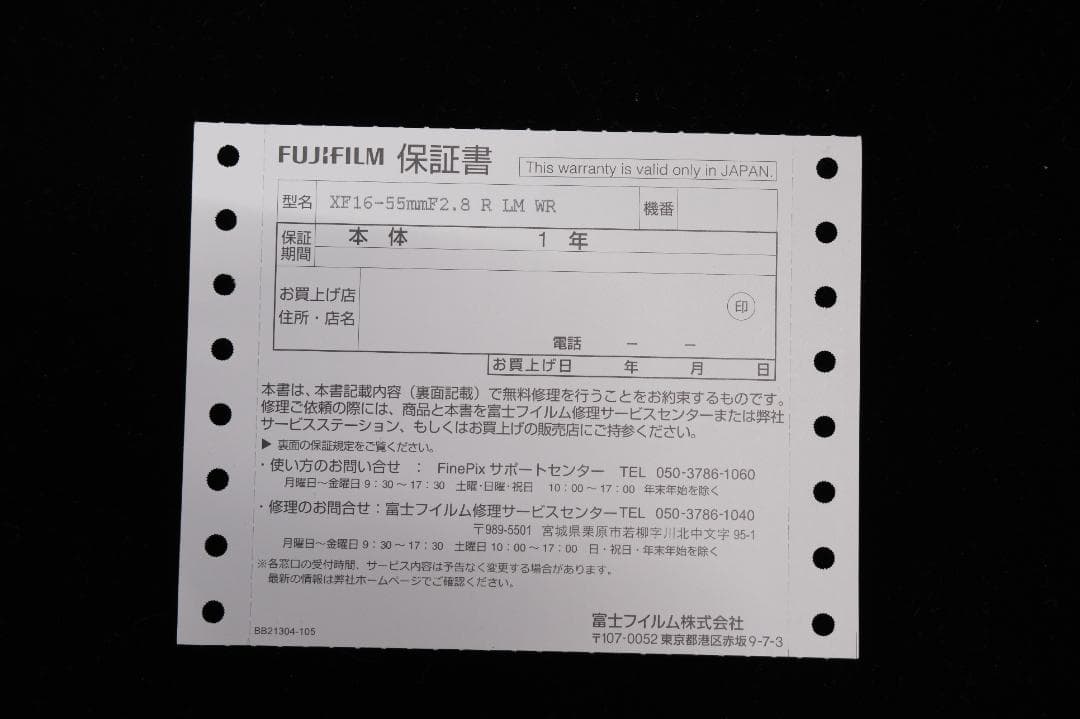 FUJIFILM 保証書 This warranty is valid only in JAPAN.
型名 XF16-55mmF2.8 R LM WR 機番
保証期間 本体 1年
お買上げ店
住所・店名 印
電話 － －
お買上げ日 年 月 日
本書は、本書記載内容（裏面記載）で無料修理を行うことをお約束するものです。
修理ご依頼の際には、商品と本書を富士フイルム修理サービスセンターまたは弊社
サービスステーション、もしくはお買上げの販売店にご持参ください。
▶ 裏面の保証規定をご覧ください。
・使い方のお問い合せ ： FinePix サポートセンター TEL 050-3786-1060
月曜日～金曜日 9：30～17：30 土曜・日曜・祝日 10：00～17：00 年末年始を除く
・修理のお問合せ：富士フイルム修理サービスセンターTEL 050-3786-1040
〒989-5501 宮城県栗原市若柳字川北中文字 95-1
月曜日～金曜日 9：30～17：30 土曜日 10：00～17：00 日・祝日・年末年始を除く
※各窓口の受付時間、サービス内容は予告なく変更する場合があります。
最新の情報は弊社ホームページでご確認ください。
富士フイルム株式会社
BB21304-105 〒107-0052 東京都港区赤坂 9-7-3